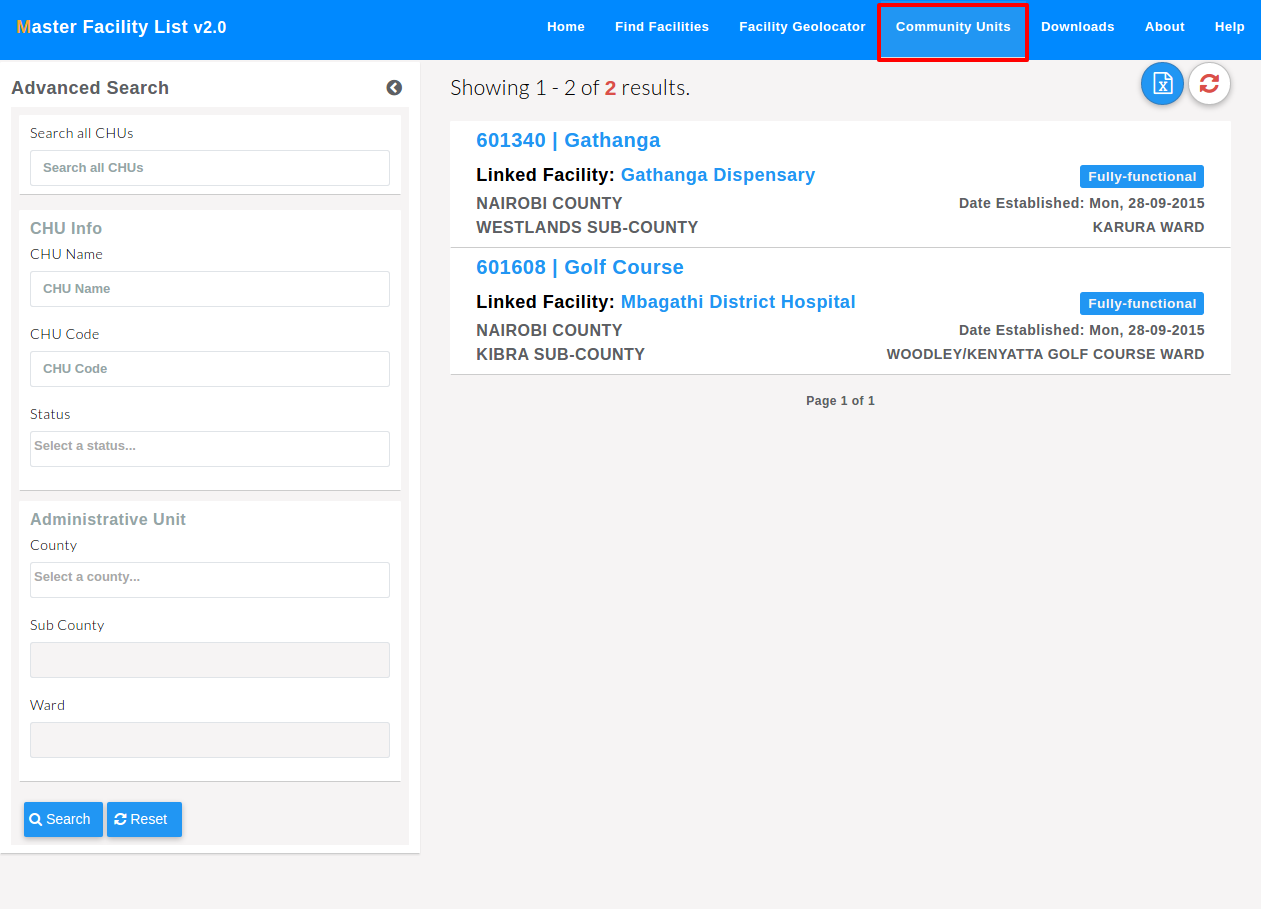 Master Facility List v2.0
Home Find Facilities Facility Geolocator Community Units Downloads About Help
Advanced Search
Search all CHUs
Search all CHUs
CHU Info
CHU Name
CHU Name
CHU Code
CHU Code
Status
Select a status...
Administrative Unit
County
Select a county...
Sub County
Ward
Search Reset
Showing 1 - 2 of 2 results.
601340 | Gathanga
Linked Facility: Gathanga Dispensary Fully-functional
NAIROBI COUNTY Date Established: Mon, 28-09-2015
WESTLANDS SUB-COUNTY KARURA WARD
601608 | Golf Course
Linked Facility: Mbagathi District Hospital Fully-functional
NAIROBI COUNTY Date Established: Mon, 28-09-2015
KIBRA SUB-COUNTY WOODLEY/KENYATTA GOLF COURSE WARD
Page 1 of 1